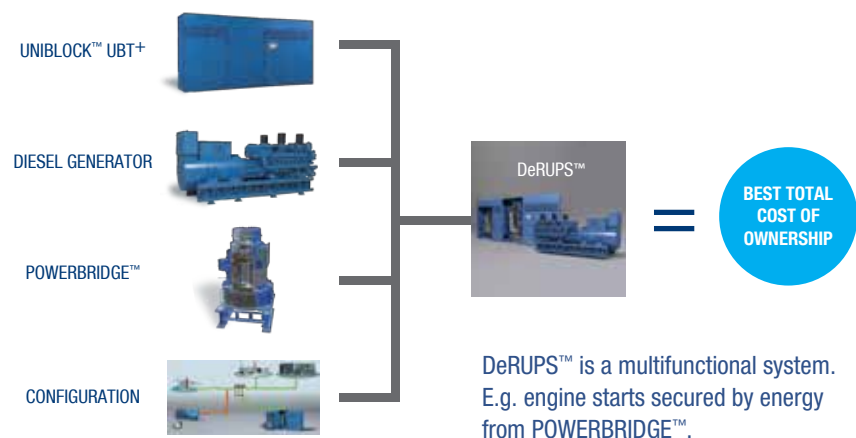 UNIBLOCK™ UBT+
DIESEL GENERATOR
POWERBRIDGE™
CONFIGURATION
DeRUPS™
=
BEST TOTAL
COST OF
OWNERSHIP
DeRUPS™ is a multifunctional system.
E.g. engine starts secured by energy
from POWERBRIDGE™.